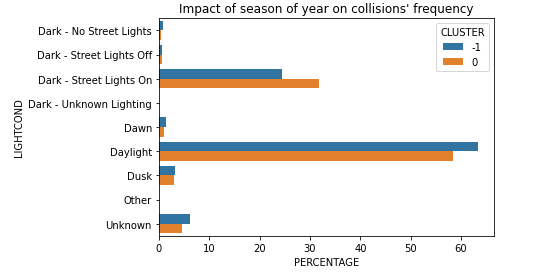 Impact of season of year on collisions' frequency
CLUSTER
-1
0
LIGHTCOND
Dark - No Street Lights
Dark - Street Lights Off
Dark - Street Lights On
Dark - Unknown Lighting
Dawn
Daylight
Dusk
Other
Unknown
0 10 20 30 40 50 60
PERCENTAGE